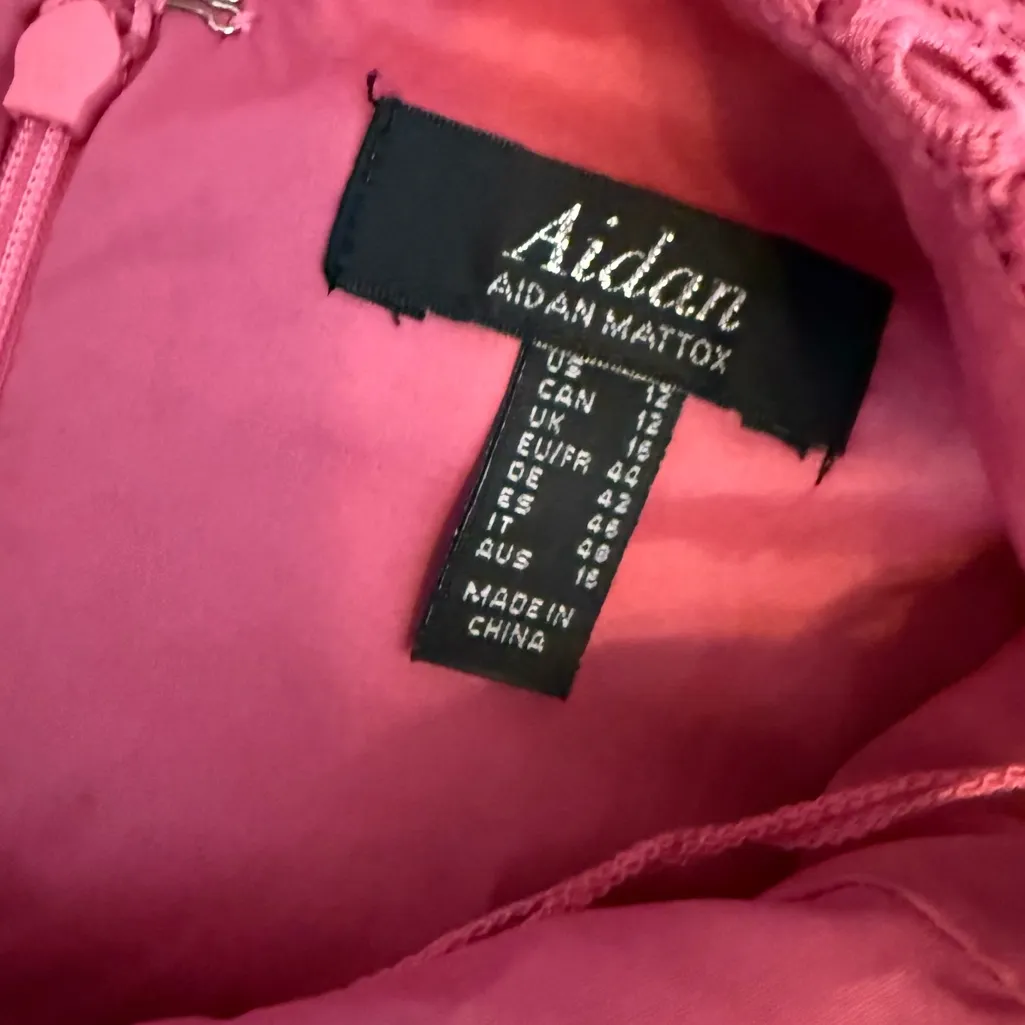 Aidan
AIDAN MATTOX
US 12
CAN 12
UK 16
EU/FR 44
DE 42
ES 46
IT 48
AUS 16
MADE IN
CHINA